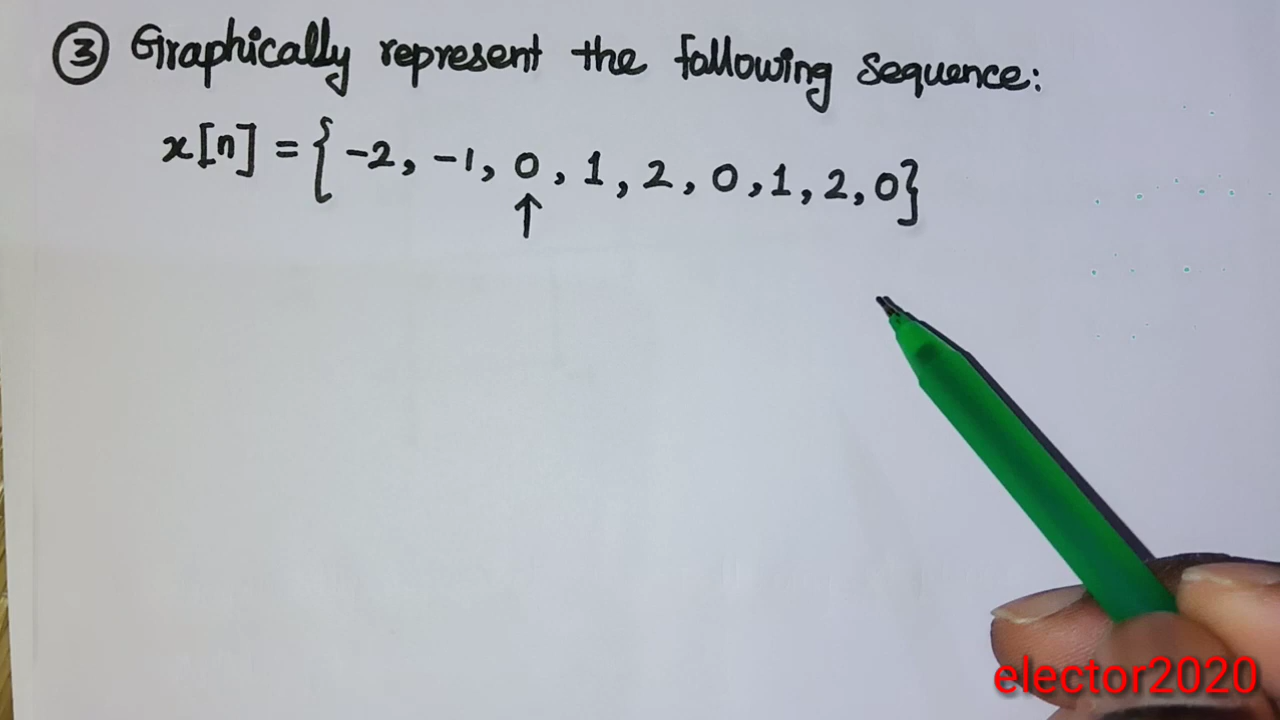 ③ Graphically represent the following sequence:
x[n] = { -2, -1, 0, 1, 2, 0, 1, 2, 0}
↑
elector2020